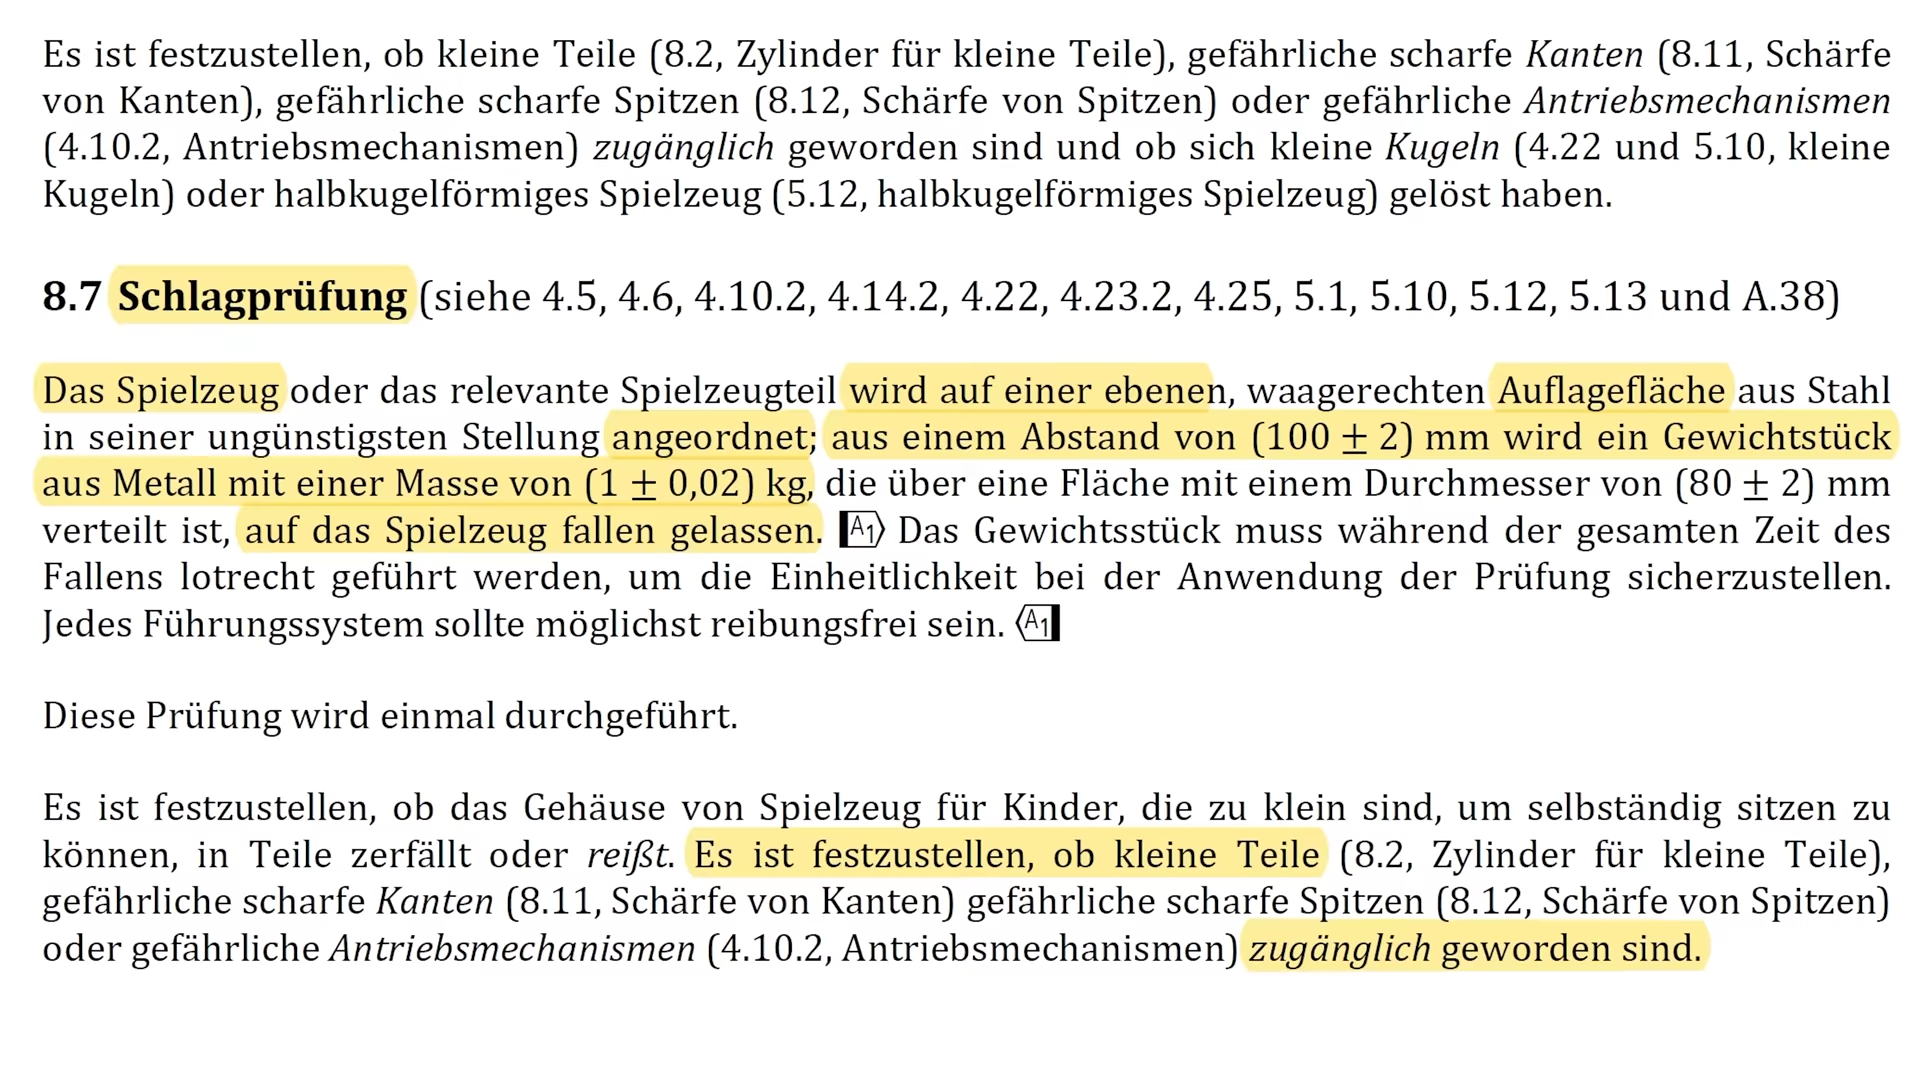 Es ist festzustellen, ob kleine Teile (8.2, Zylinder für kleine Teile), gefährliche scharfe Kanten (8.11, Schärfe
von Kanten), gefährliche scharfe Spitzen (8.12, Schärfe von Spitzen) oder gefährliche Antriebsmechanismen
(4.10.2, Antriebsmechanismen) zugänglich geworden sind und ob sich kleine Kugeln (4.22 und 5.10, kleine
Kugeln) oder halbkugelförmiges Spielzeug (5.12, halbkugelförmiges Spielzeug) gelöst haben.
8.7 Schlagprüfung (siehe 4.5, 4.6, 4.10.2, 4.14.2, 4.22, 4.23.2, 4.25, 5.1, 5.10, 5.12, 5.13 und A.38)
Das Spielzeug oder das relevante Spielzeugteil wird auf einer ebenen, waagerechten Auflagefläche aus Stahl
in seiner ungünstigsten Stellung angeordnet; aus einem Abstand von (100 ± 2) mm wird ein Gewichtstück
aus Metall mit einer Masse von (1 ± 0,02) kg, die über eine Fläche mit einem Durchmesser von (80 ± 2) mm
verteilt ist, auf das Spielzeug fallen gelassen. A1 Das Gewichtsstück muss während der gesamten Zeit des
Fallens lotrecht geführt werden, um die Einheitlichkeit bei der Anwendung der Prüfung sicherzustellen.
Jedes Führungssystem sollte möglichst reibungsfrei sein. A1
Diese Prüfung wird einmal durchgeführt.
Es ist festzustellen, ob das Gehäuse von Spielzeug für Kinder, die zu klein sind, um selbständig sitzen zu
können, in Teile zerfällt oder reißt. Es ist festzustellen, ob kleine Teile (8.2, Zylinder für kleine Teile),
gefährliche scharfe Kanten (8.11, Schärfe von Kanten) gefährliche scharfe Spitzen (8.12, Schärfe von Spitzen)
oder gefährliche Antriebsmechanismen (4.10.2, Antriebsmechanismen) zugänglich geworden sind.